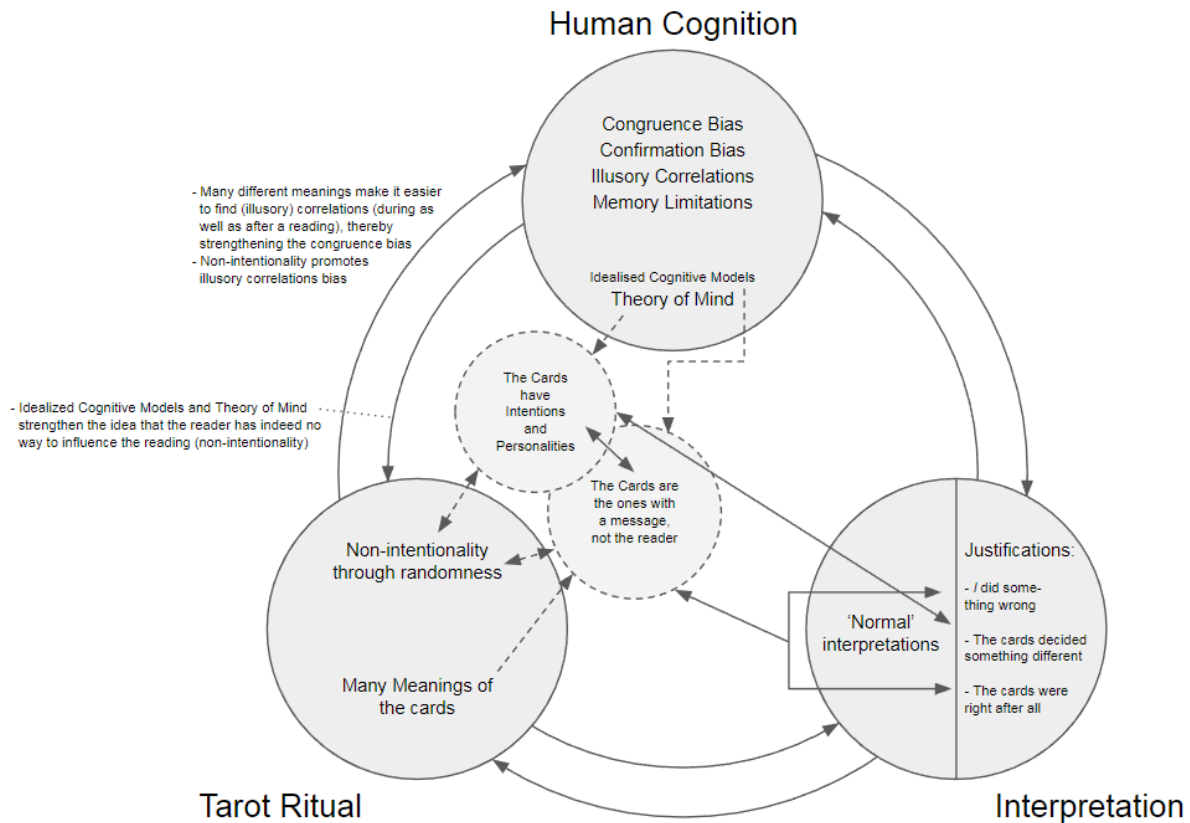 Human Cognition
Congruence Bias
Confirmation Bias
Illusory Correlations
Memory Limitations
Idealised Cognitive Models
Theory of Mind
- Many different meanings make it easier
to find (illusory) correlations (during as
well as after a reading), thereby
strengthening the congruence bias
- Non-intentionality promotes
illusory correlations bias
- Idealized Cognitive Models and Theory of Mind
strengthen the idea that the reader has indeed no
way to influence the reading (non-intentionality)
The Cards
have
Intentions
and
Personalities
The Cards are
the ones with
a message,
not the reader
Non-intentionality
through randomness
Many Meanings of
the cards
Tarot Ritual
'Normal'
interpretations
Justifications:
- I did some-
thing wrong
- The cards decided
something different
- The cards were
right after all
Interpretation